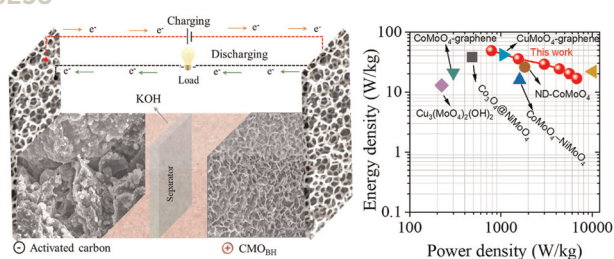 Charging
e⁻ e⁻ e⁻ e⁻
Discharging
e⁻ e⁻ e⁻ e⁻
Load
KOH
Separator
⊖ Activated carbon
⊕ CMO_BH
Energy density (W/kg)
100
10
1
0.1
CoMoO₄-graphene
CuMoO₄-graphene
This work
ND-CoMoO₄
Co₃O₄@NiMoO₄
CoMoO₄-NiMoO₄
Cu₃(MoO₄)₂(OH)₂
100
1000
10000
Power density (W/kg)